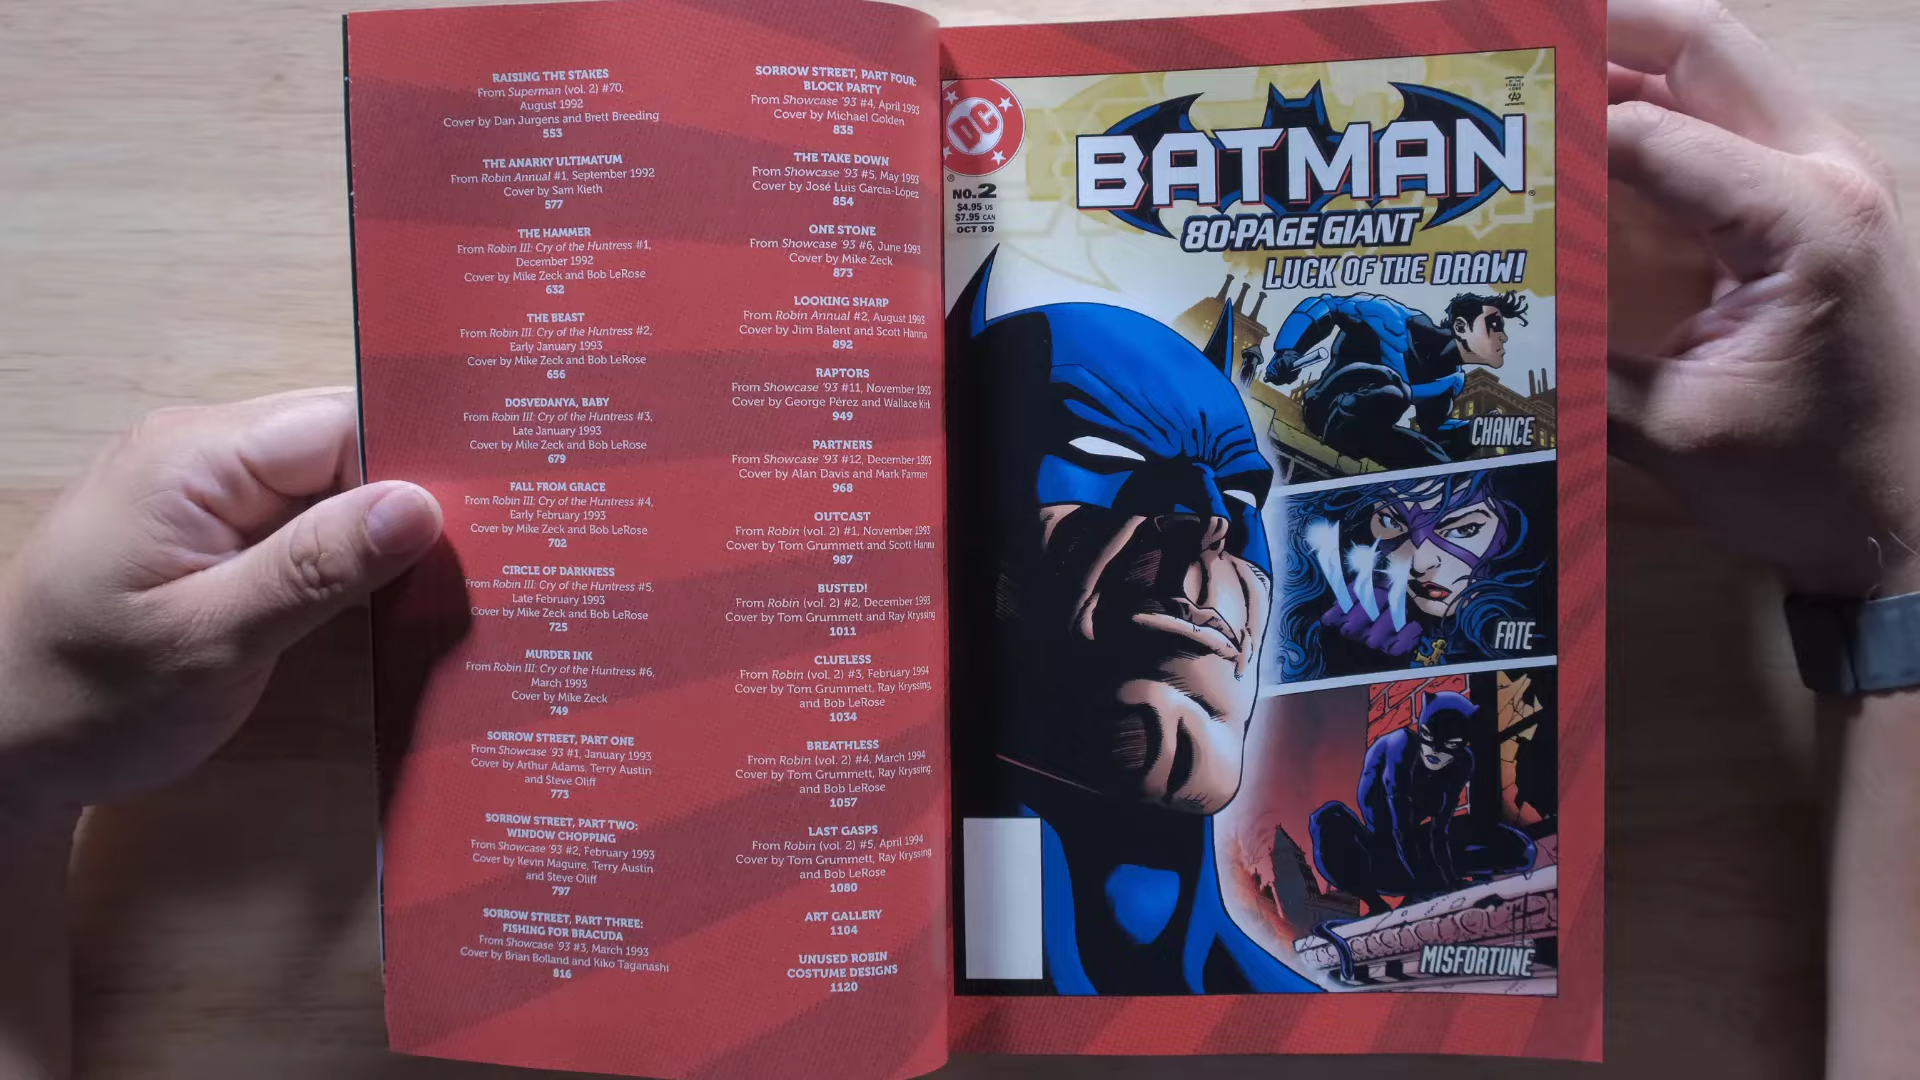 RAISING THE STAKES
From Superman (vol. 2) #70,
August 1992
Cover by Dan Jurgens and Brett Breeding
553
THE ANARKY ULTIMATUM
From Robin Annual #1, September 1992
Cover by Sam Kieth
577
THE HAMMER
From Robin III: Cry of the Huntress #1,
December 1992
Cover by Mike Zeck and Bob LeRose
632
THE BEAST
From Robin III: Cry of the Huntress #2,
Early January 1993
Cover by Mike Zeck and Bob LeRose
656
DOSVEDANYA, BABY
From Robin III: Cry of the Huntress #3,
Late January 1993
Cover by Mike Zeck and Bob LeRose
679
FALL FROM GRACE
From Robin III: Cry of the Huntress #4,
Early February 1993
Cover by Mike Zeck and Bob LeRose
702
CIRCLE OF DARKNESS
From Robin III: Cry of the Huntress #5,
Late February 1993
Cover by Mike Zeck and Bob LeRose
725
MURDER INK
From Robin III: Cry of the Huntress #6,
March 1993
Cover by Mike Zeck
749
SORROW STREET, PART ONE
From Showcase '93 #1, January 1993
Cover by Arthur Adams, Terry Austin
and Steve Oliff
773
SORROW STREET, PART TWO:
WINDOW CHOPPING
From Showcase '93 #2, February 1993
Cover by Kevin Maguire, Terry Austin
and Steve Oliff
797
SORROW STREET, PART THREE:
FISHING FOR BRACUDA
From Showcase '93 #3, March 1993
Cover by Brian Bolland and Kiko Taganashi
816
SORROW STREET, PART FOUR:
BLOCK PARTY
From Showcase '93 #4, April 1993
Cover by Michael Golden
835
THE TAKE DOWN
From Showcase '93 #5, May 1993
Cover by José Luis García-López
854
ONE STONE
From Showcase '93 #6, June 1993
Cover by Mike Zeck
873
LOOKING SHARP
From Robin Annual #2, August 1993
Cover by Jim Balent and Scott Hanna
892
RAPTORS
From Showcase '93 #11, November 1993
Cover by George Pérez and Wallace
949
PARTNERS
From Showcase '93 #12, December 1993
Cover by Alan Davis and Mark Farmer
968
OUTCAST
From Robin (vol. 2) #1, November 1993
Cover by Tom Grummett and Scott Hanna
987
BUSTED!
From Robin (vol. 2) #2, December 1993
Cover by Tom Grummett and Ray Kryssing
1011
CLUELESS
From Robin (vol. 2) #3, February 1994
Cover by Tom Grummett, Ray Kryssing,
and Bob LeRose
1034
BREATHLESS
From Robin (vol. 2) #4, March 1994
Cover by Tom Grummett, Ray Kryssing,
and Bob LeRose
1057
LAST GASPS
From Robin (vol. 2) #5, April 1994
Cover by Tom Grummett, Ray Kryssing,
and Bob LeRose
1080
ART GALLERY
1104
UNUSED ROBIN
COSTUME DESIGNS
1120
DC
NO.2
$4.95 US
$7.95 CAN
OCT 99
BATMAN
80-PAGE GIANT
LUCK OF THE DRAW!
CHANCE
FATE
MISFORTUNE